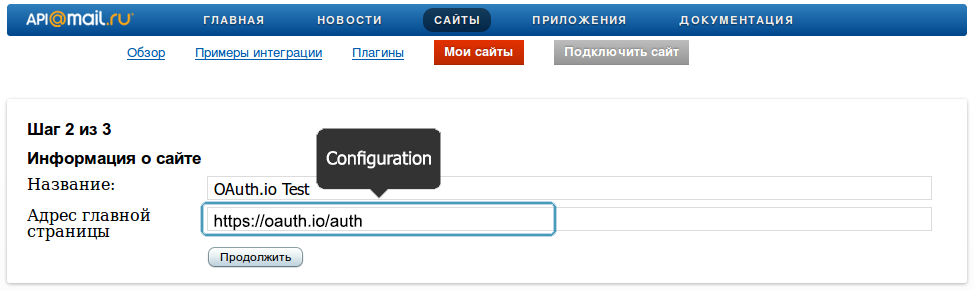 API@mail.ru ГЛАВНАЯ НОВОСТИ САЙТЫ ПРИЛОЖЕНИЯ ДОКУМЕНТАЦИЯ
Обзор Примеры интеграции Плагины Мои сайты Подключить сайт
Шаг 2 из 3
Информация о сайте
Configuration
Название: OAuth.io Test
Адрес главной
страницы
https://oauth.io/auth
Продолжить